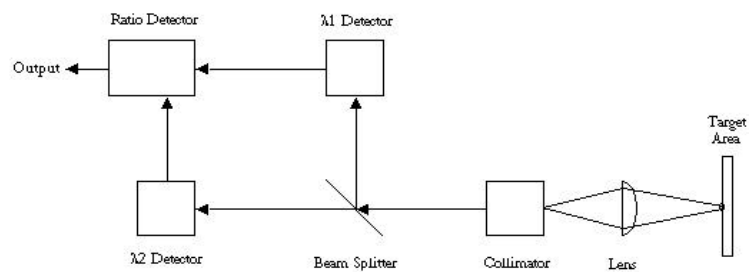 Ratio Detector
λ1 Detector
Output
Target
Area
λ2 Detector
Beam Splitter
Collimator
Lens